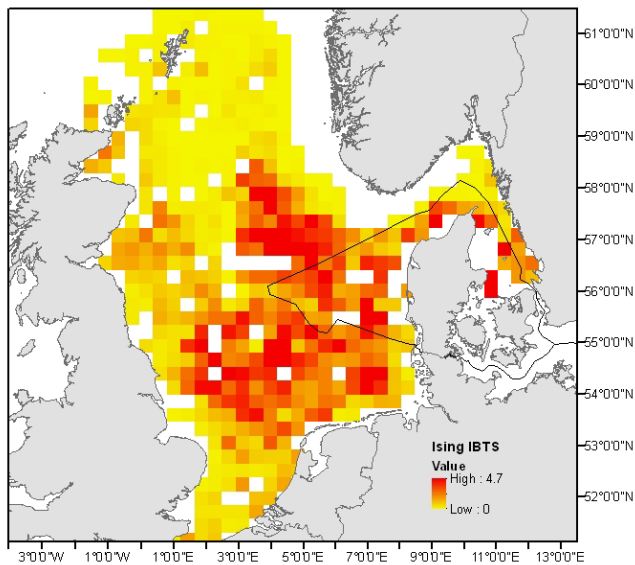 61°0'0"N
60°0'0"N
59°0'0"N
58°0'0"N
57°0'0"N
56°0'0"N
55°0'0"N
54°0'0"N
53°0'0"N
52°0'0"N
Ising IBTS
Value
High : 4.7
Low : 0
3°0'0"W 1°0'0"W 1°0'0"E 3°0'0"E 5°0'0"E 7°0'0"E 9°0'0"E 11°0'0"E 13°0'0"E